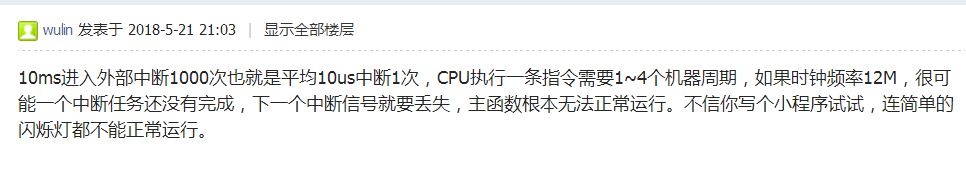 wulin 发表于 2018-5-21 21:03 | 显示全部楼层
10ms进入外部中断1000次也就是平均10us中断1次，CPU执行一条指令需要1~4个机器周期，如果时钟频率12M，很可
能一个中断任务还没有完成，下一个中断信号就要丢失，主函数根本无法正常运行。不信你写个小程序试试，连简单的
闪烁灯都不能正常运行。